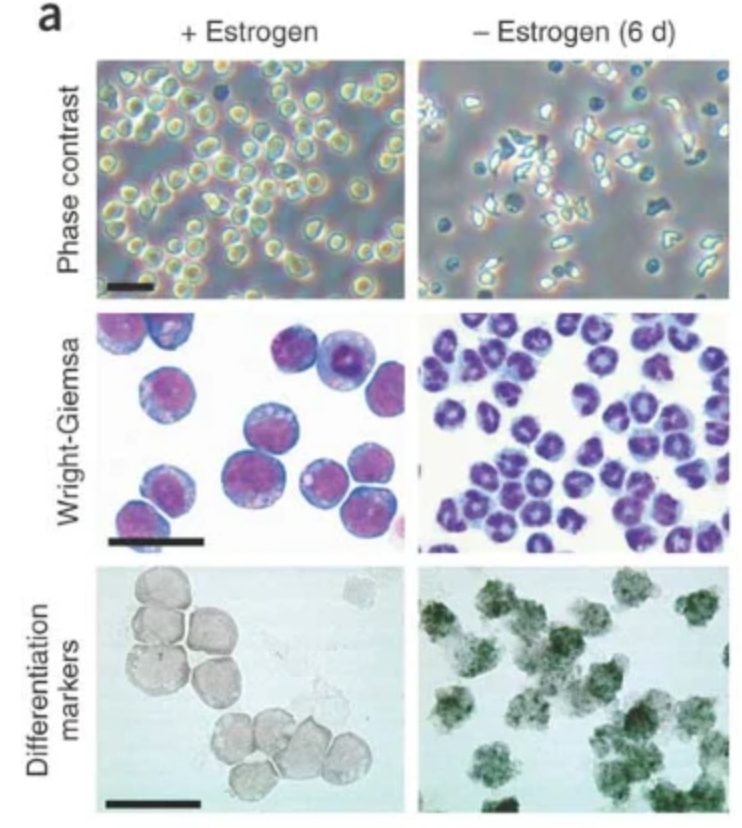 a
+ Estrogen
– Estrogen (6 d)
Phase contrast
Wright-Giemsa
Differentiation
markers